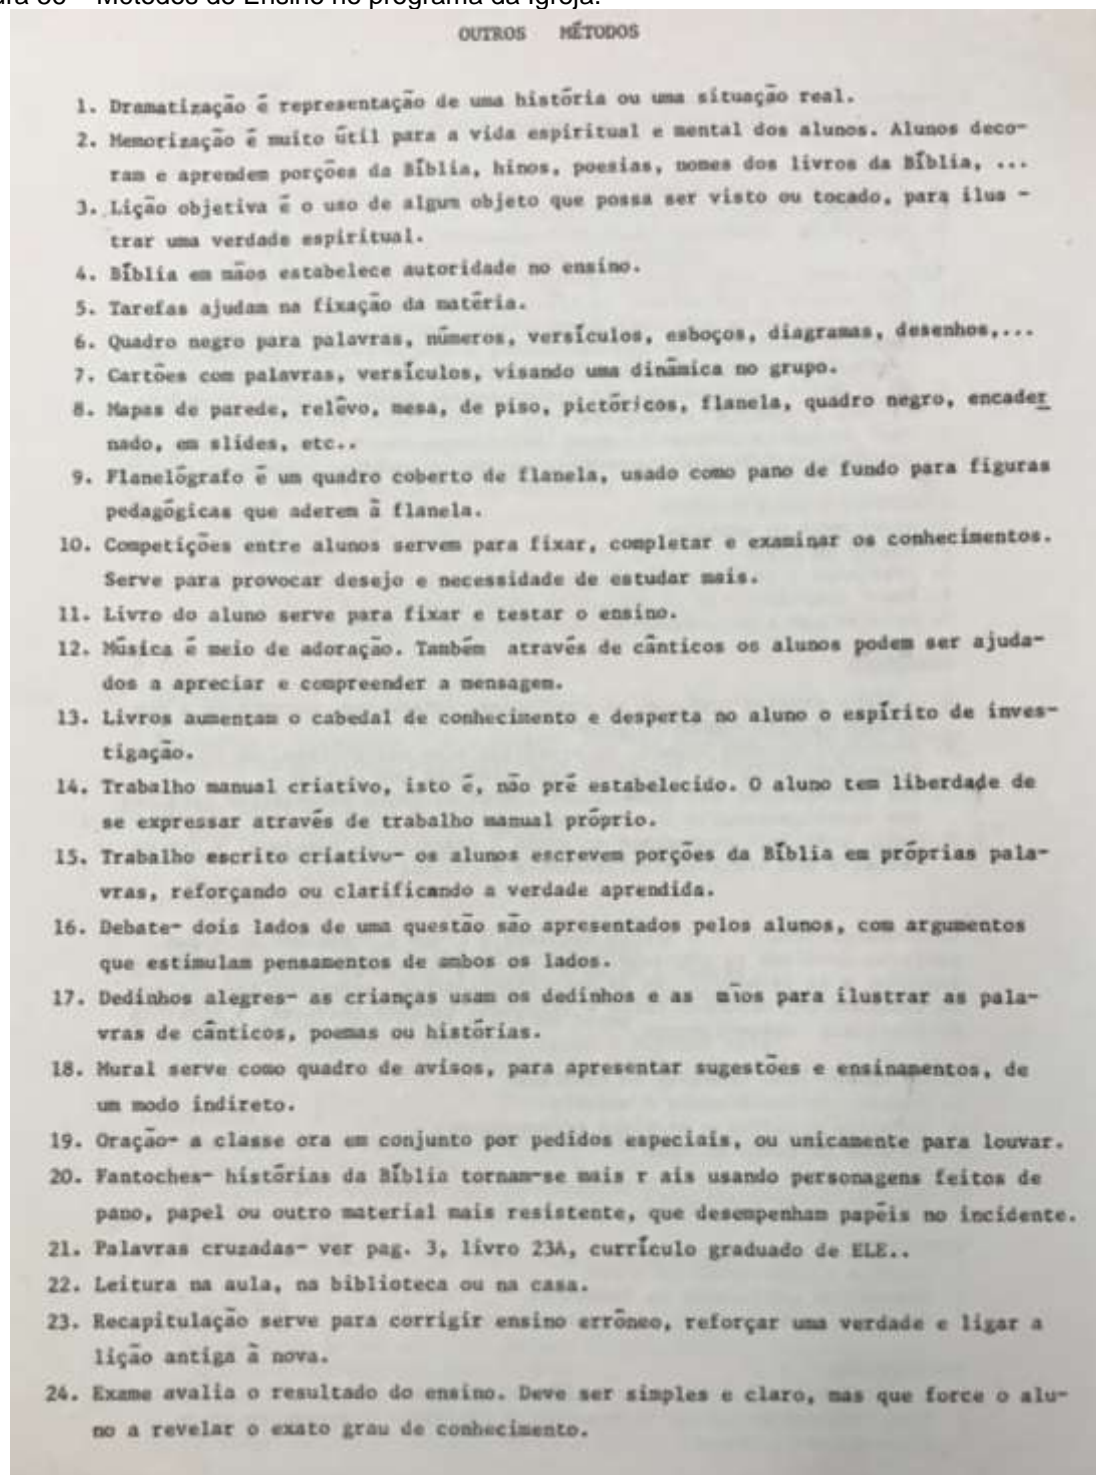 Métodos de Ensino no programa da Igreja.
OUTROS MÉTODOS
1. Dramatização é representação de uma história ou uma situação real.
2. Memorização é muito útil para a vida espiritual e mental dos alunos. Alunos deco-
ram e aprendem porções da Bíblia, hinos, poesias, nomes dos livros da Bíblia, ...
3. Lição objetiva é o uso de algum objeto que possa ser visto ou tocado, para ilus -
trar uma verdade espiritual.
4. Bíblia em mãos estabelece autoridade no ensino.
5. Tarefas ajudam na fixação da matéria.
6. Quadro negro para palavras, números, versículos, esboços, diagramas, desenhos,...
7. Cartões com palavras, versículos, visando uma dinâmica no grupo.
8. Mapas de parede, relêvo, mesa, de piso, pictóricos, flanela, quadro negro, encader
nado, em slides, etc..
9. Flanelógrafo é um quadro coberto de flanela, usado como pano de fundo para figuras
pedagógicas que aderem à flanela.
10. Competições entre alunos servem para fixar, completar e examinar os conhecimentos.
Serve para provocar desejo e necessidade de estudar mais.
11. Livro do aluno serve para fixar e testar o ensino.
12. Música é meio de adoração. Também através de cânticos os alunos podem ser ajuda-
dos a apreciar e compreender a mensagem.
13. Livros aumentam o cabedal de conhecimento e desperta no aluno o espírito de inves-
tigação.
14. Trabalho manual criativo, isto é, não pré estabelecido. O aluno tem liberdade de
se expressar através de trabalho manual próprio.
15. Trabalho escrito criativo- os alunos escrevem porções da Bíblia em próprias pala-
vras, reforçando ou clarificando a verdade aprendida.
16. Debate- dois lados de uma questão são apresentados pelos alunos, com argumentos
que estimulam pensamentos de ambos os lados.
17. Dedinhos alegres- as crianças usam os dedinhos e as mãos para ilustrar as pala-
vras de cânticos, poemas ou histórias.
18. Mural serve como quadro de avisos, para apresentar sugestões e ensinamentos, de
um modo indireto.
19. Oração- a classe ora em conjunto por pedidos especiais, ou unicamente para louvar.
20. Fantoches- histórias da Bíblia tornam-se mais r ais usando personagens feitos de
pano, papel ou outro material mais resistente, que desempenham papéis no incidente.
21. Palavras cruzadas- ver pag. 3, livro 23A, currículo graduado de ELE..
22. Leitura na aula, na biblioteca ou na casa.
23. Recapitulação serve para corrigir ensino errôneo, reforçar uma verdade e ligar a
lição antiga à nova.
24. Exame avalia o resultado do ensino. Deve ser simples e claro, mas que force o alu-
no a revelar o exato grau de conhecimento.